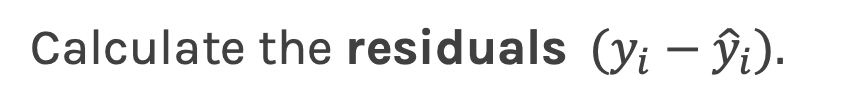 Calculate the residuals (yᵢ − ŷᵢ).